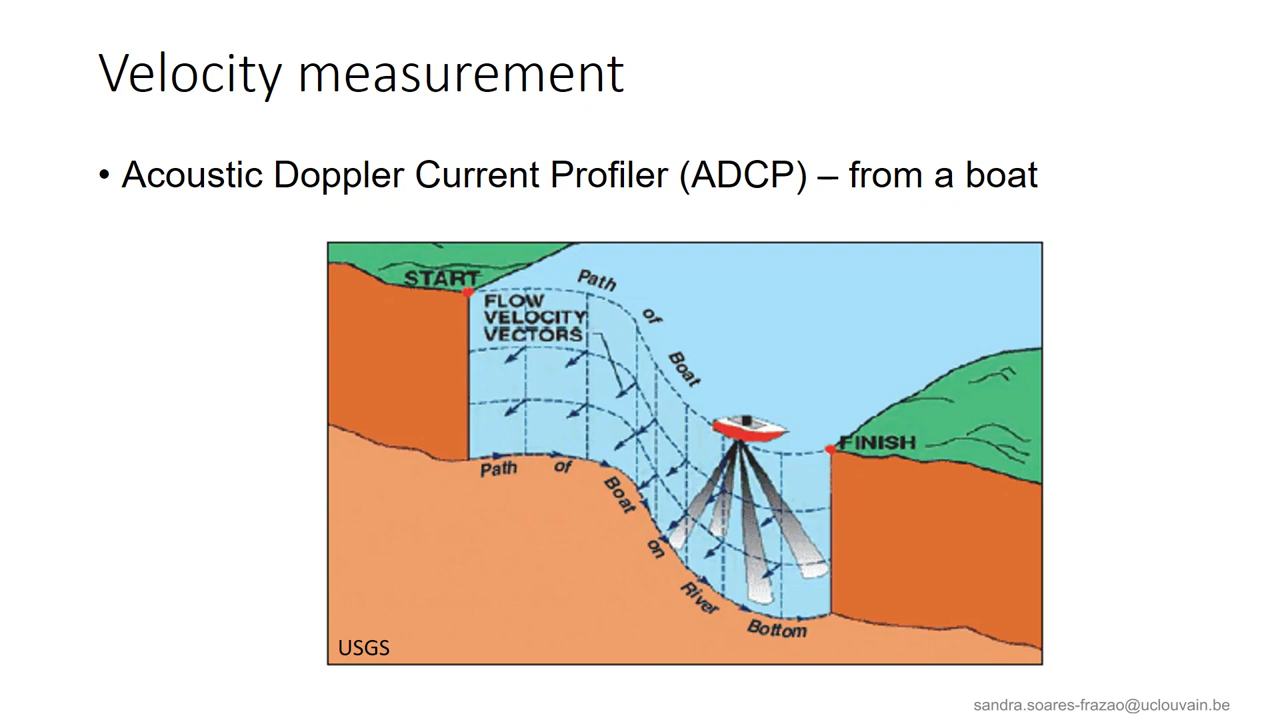 Velocity measurement
• Acoustic Doppler Current Profiler (ADCP) – from a boat
START
Path of Boat
FLOW
VELOCITY
VECTORS
FINISH
Path of Boat on River Bottom
USGS
sandra.soares-frazao@uclouvain.be